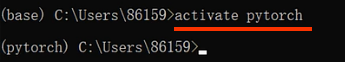 (base) C:\Users\86159>activate pytorch
(pytorch) C:\Users\86159>